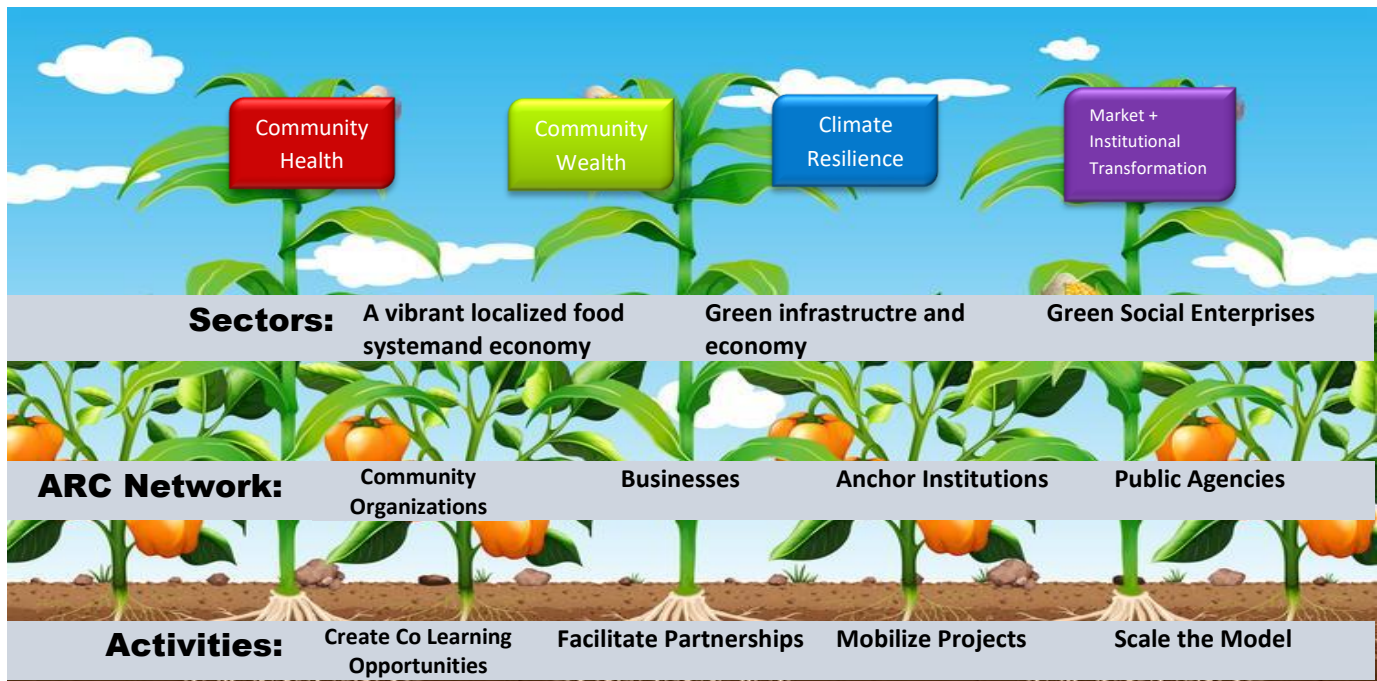 Community
Health
Community
Wealth
Climate
Resilience
Market +
Institutional
Transformation
Sectors:
A vibrant localized food
systemand economy
Green infrastructre and
economy
Green Social Enterprises
ARC Network:
Community
Organizations
Businesses
Anchor Institutions
Public Agencies
Activities:
Create Co Learning
Opportunities
Facilitate Partnerships
Mobilize Projects
Scale the Model